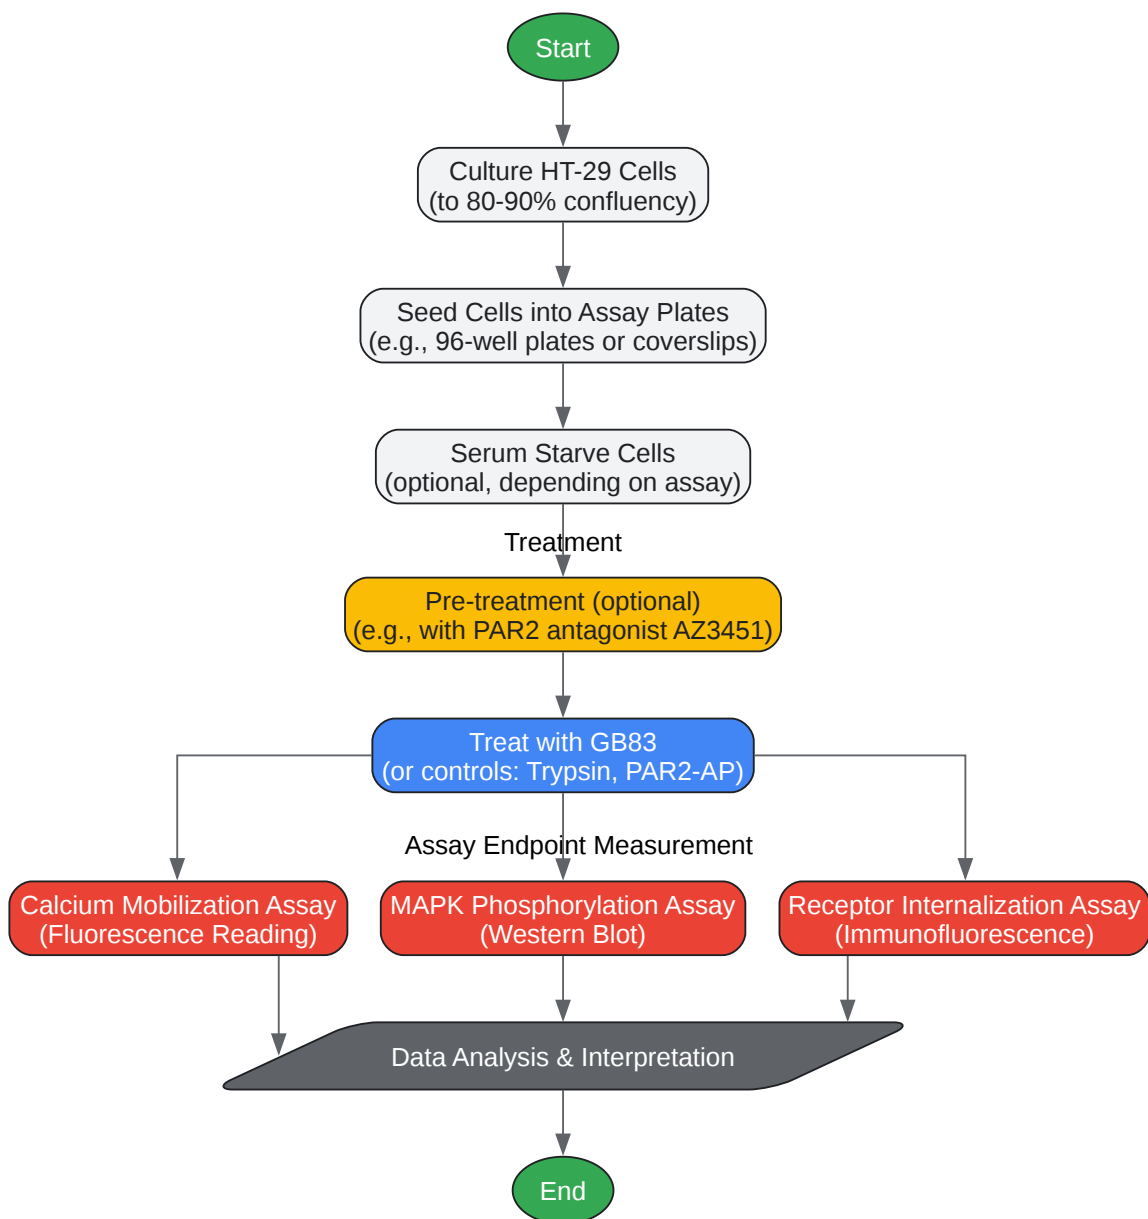 Start
Culture HT-29 Cells
(to 80-90% confluency)
Seed Cells into Assay Plates
(e.g., 96-well plates or coverslips)
Serum Starve Cells
(optional, depending on assay)
Treatment
Pre-treatment (optional)
(e.g., with PAR2 antagonist AZ3451)
Treat with GB83
(or controls: Trypsin, PAR2-AP)
Assay Endpoint Measurement
Calcium Mobilization Assay
(Fluorescence Reading)
MAPK Phosphorylation Assay
(Western Blot)
Receptor Internalization Assay
(Immunofluorescence)
Data Analysis & Interpretation
End